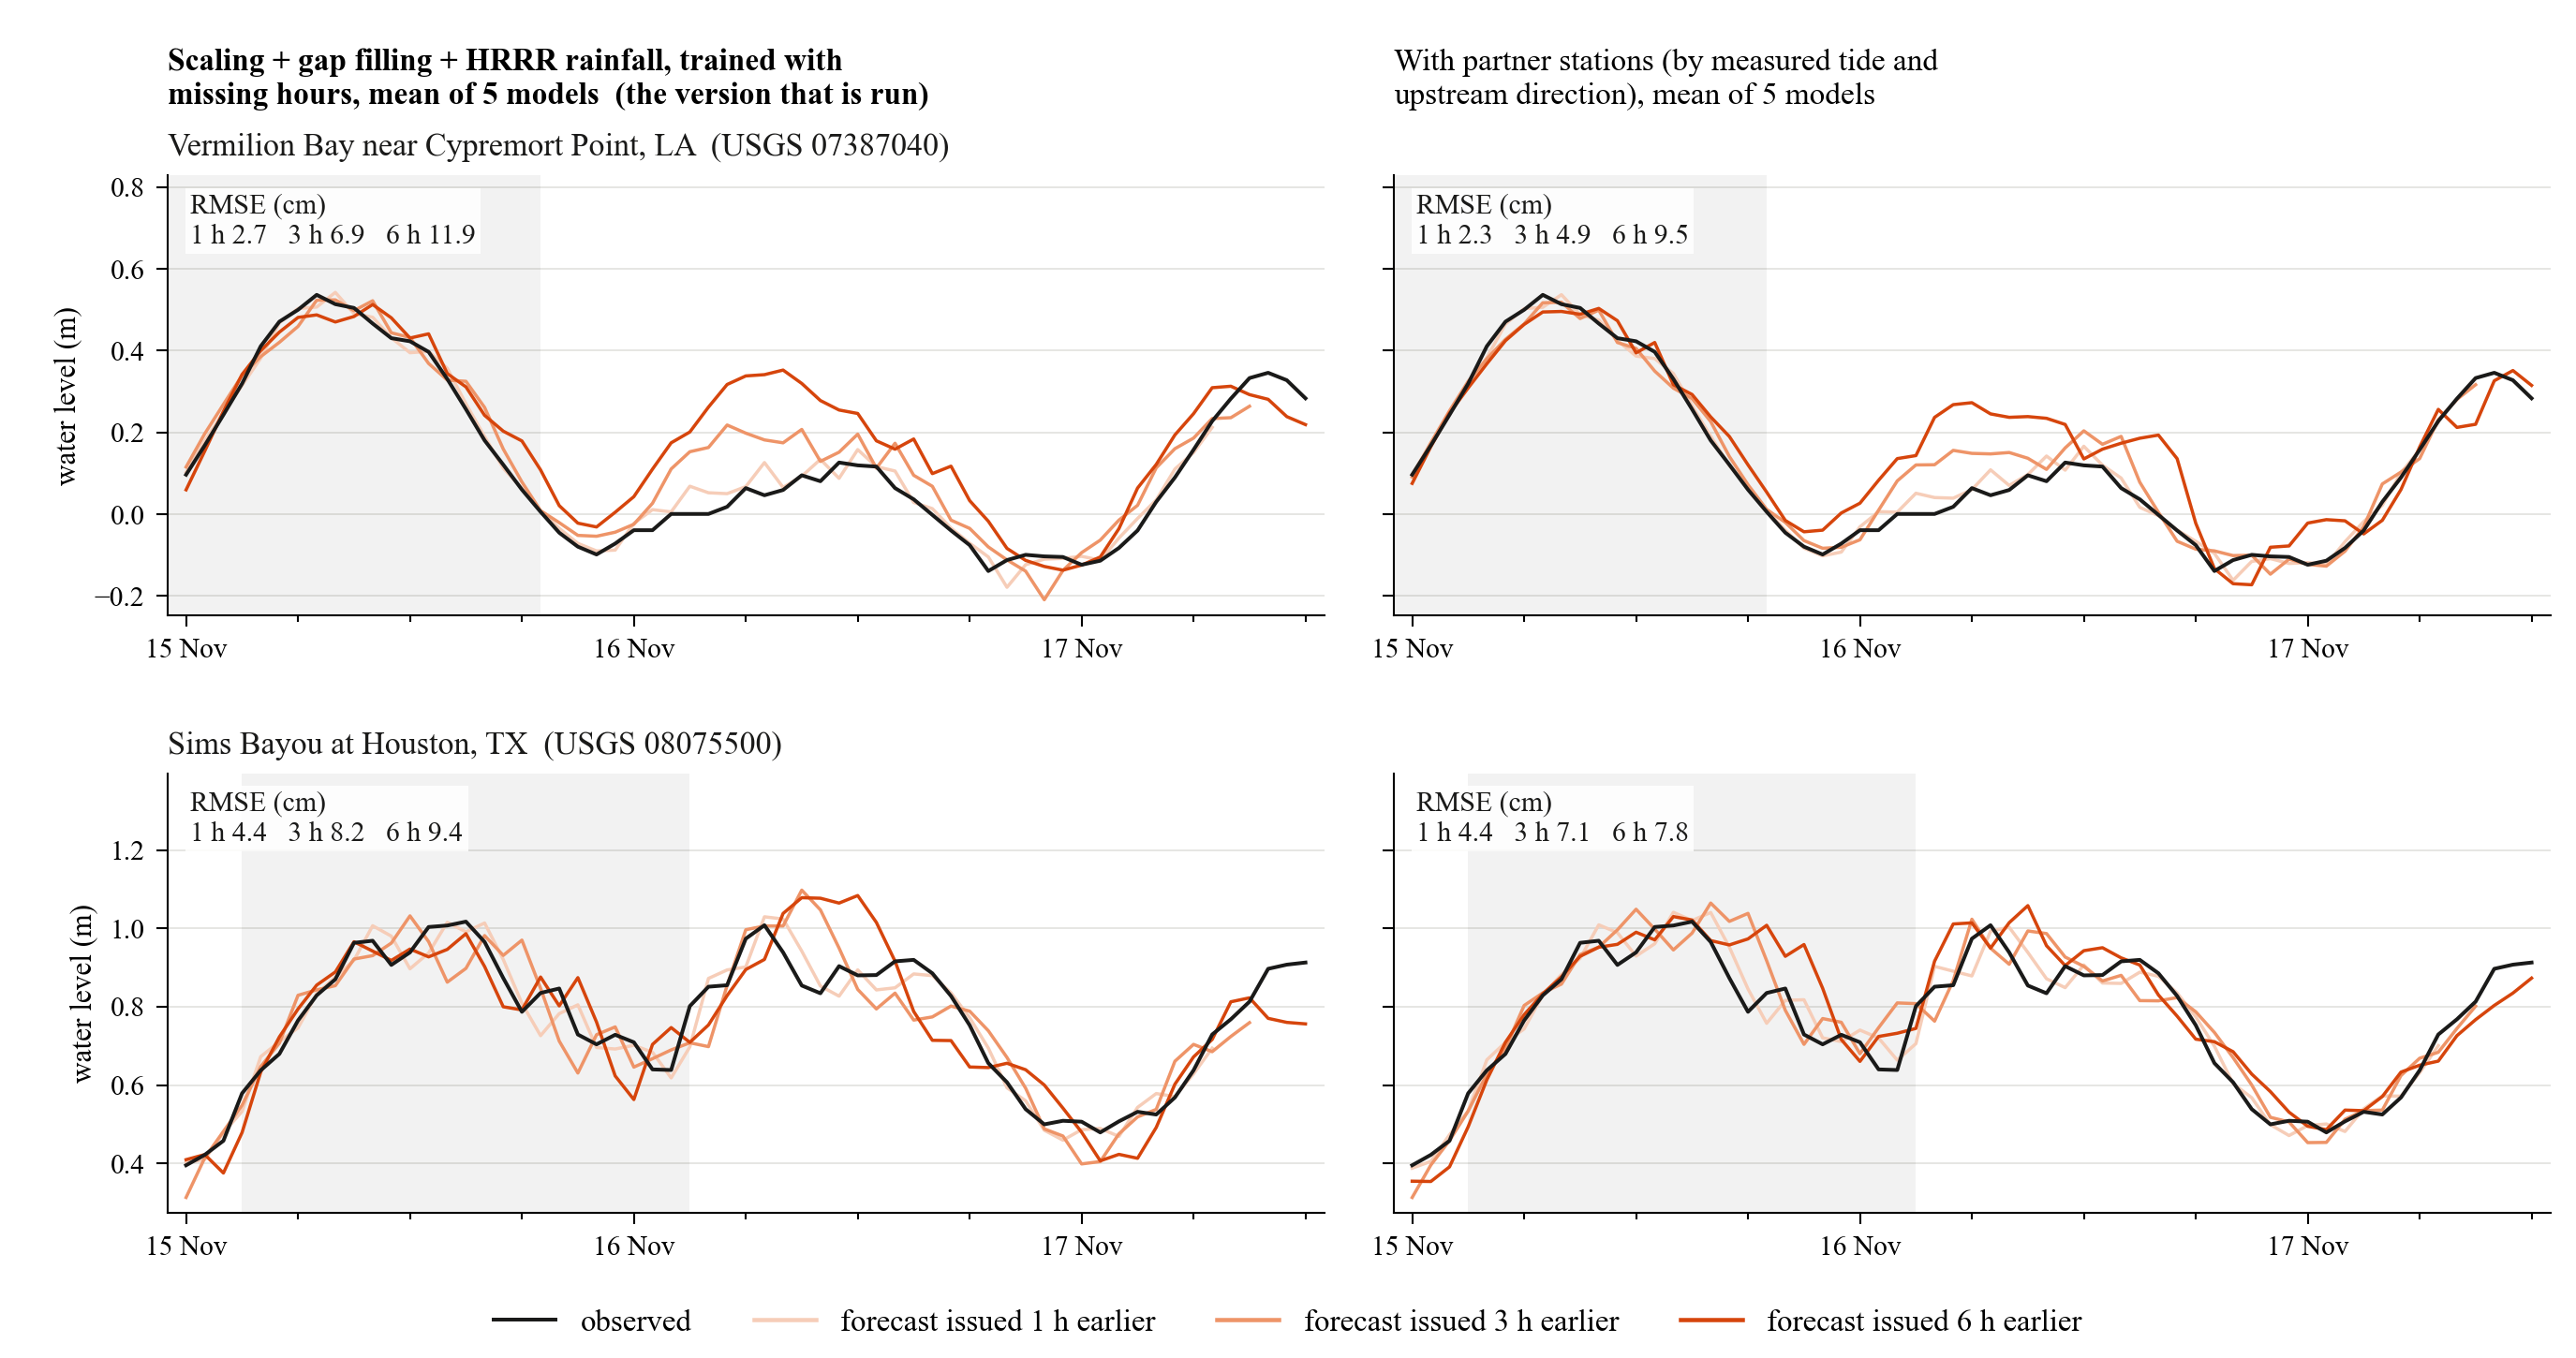 Scaling + gap filling + HRRR rainfall, trained with
missing hours, mean of 5 models  (the version that is run)
With partner stations (by measured tide and
upstream direction), mean of 5 models
Vermilion Bay near Cypremort Point, LA  (USGS 07387040)
water level (m)
0.8
0.6
0.4
0.2
0.0
−0.2
RMSE (cm)
1 h 2.7   3 h 6.9   6 h 11.9
15 Nov
16 Nov
17 Nov
RMSE (cm)
1 h 2.3   3 h 4.9   6 h 9.5
15 Nov
16 Nov
17 Nov
Sims Bayou at Houston, TX  (USGS 08075500)
water level (m)
1.2
1.0
0.8
0.6
0.4
RMSE (cm)
1 h 4.4   3 h 8.2   6 h 9.4
15 Nov
16 Nov
17 Nov
RMSE (cm)
1 h 4.4   3 h 7.1   6 h 7.8
15 Nov
16 Nov
17 Nov
observed
forecast issued 1 h earlier
forecast issued 3 h earlier
forecast issued 6 h earlier